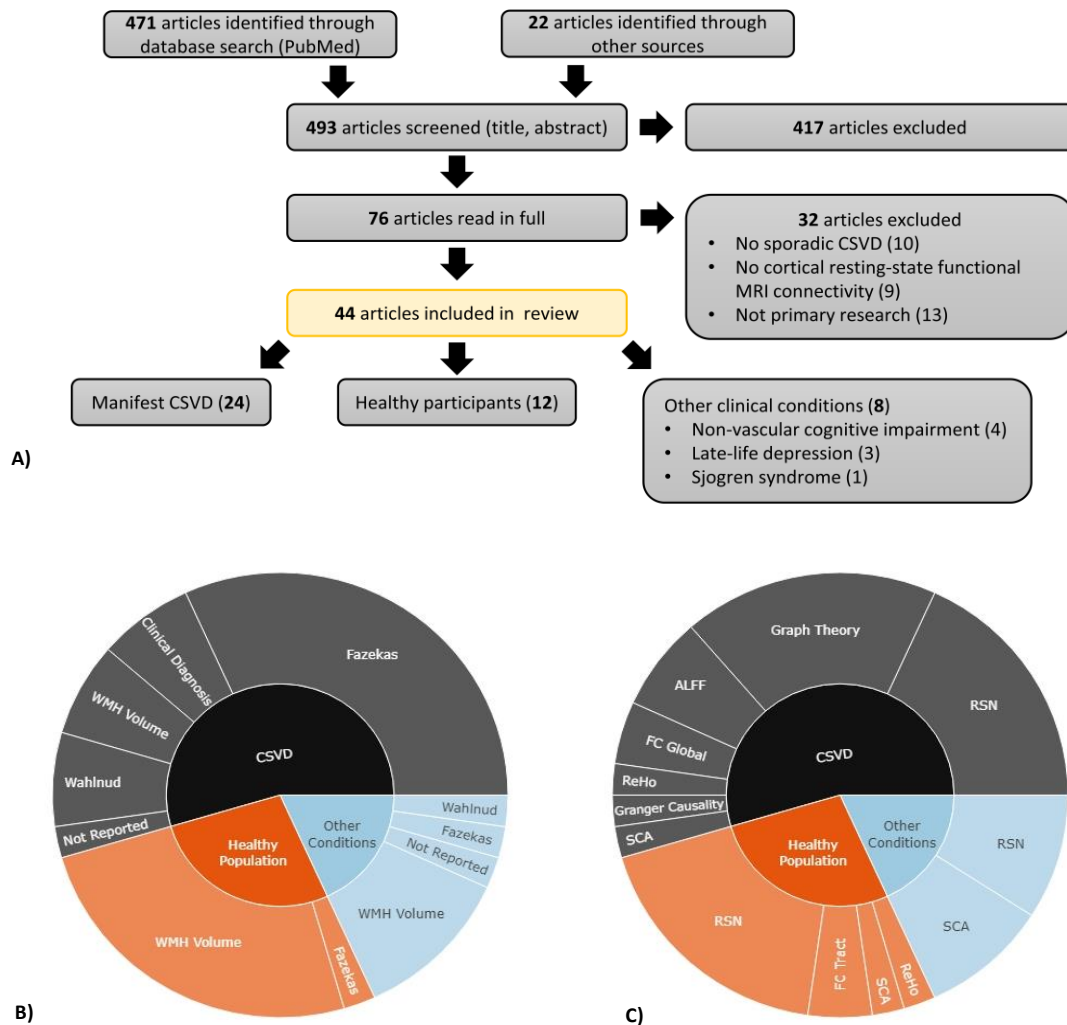 471 articles identified through
database search (PubMed)
22 articles identified through
other sources
493 articles screened (title, abstract)
417 articles excluded
76 articles read in full
32 articles excluded
• No sporadic CSVD (10)
• No cortical resting-state functional
MRI connectivity (9)
• Not primary research (13)
44 articles included in review
Manifest CSVD (24)
Healthy participants (12)
Other clinical conditions (8)
• Non-vascular cognitive impairment (4)
• Late-life depression (3)
• Sjogren syndrome (1)
A)
Fazekas
Clinical Diagnosis
WMH Volume
Wahlnud
Not Reported
CSVD
Healthy
Population
Other
Conditions
Wahlnud
Fazekas
Not Reported
WMH Volume
WMH Volume
Fazekas
B)
Graph Theory
RSN
ALFF
FC Global
ReHo
Granger Causality
SCA
CSVD
Healthy
Population
Other
Conditions
RSN
SCA
RSN
FC Tract
SCA
ReHo
C)